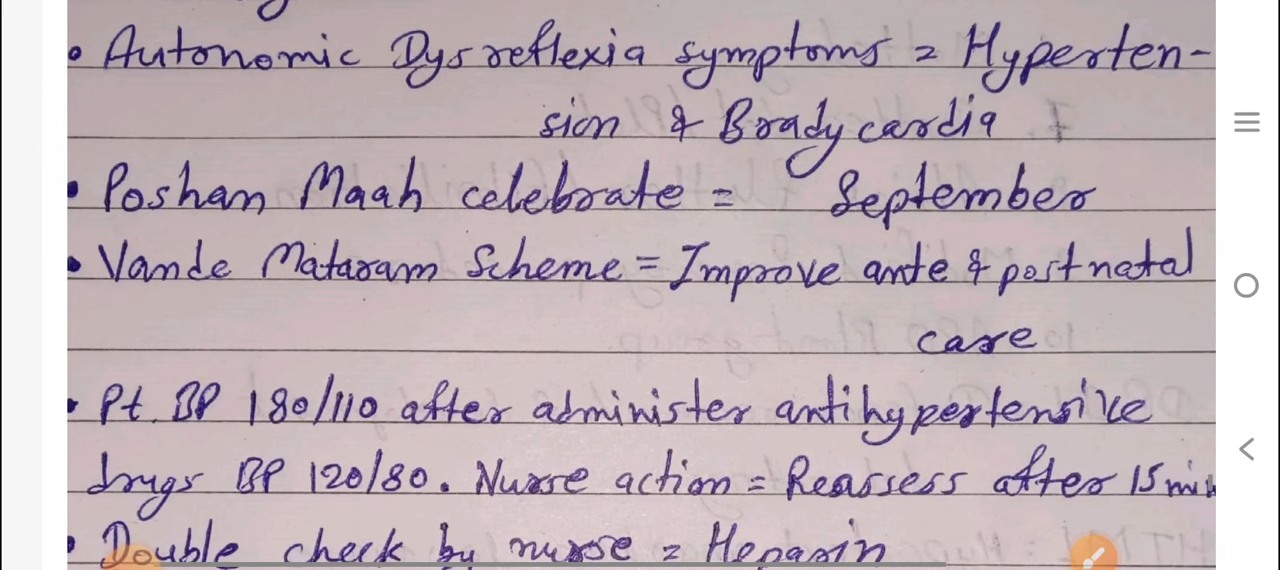 • Autonomic Dysreflexia symptoms = Hyperten-
sion & Bradycardia
• Poshan Maah celebrate = September
• Vande Mataram Scheme = Improve ante & postnatal
care
• Pt. BP 180/110 after administer antihypertensive
drugs BP 120/80. Nurse action = Reassess after 15 min
• Double check by nurse = Heparin